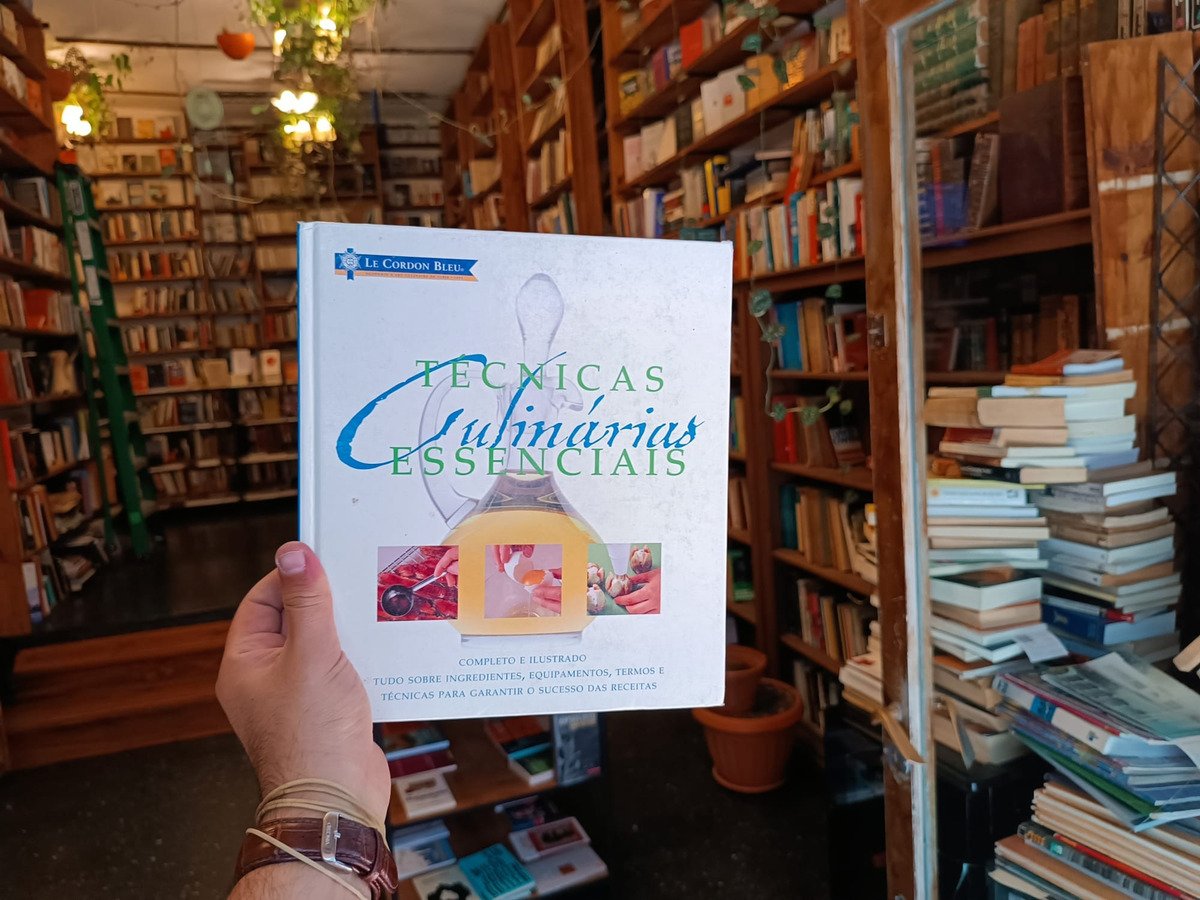 LE CORDON BLEU®
TÉCNICAS
Culinárias
ESSENCIAIS
COMPLETO E ILUSTRADO
TUDO SOBRE INGREDIENTES, EQUIPAMENTOS, TERMOS E
TÉCNICAS PARA GARANTIR O SUCESSO DAS RECEITAS